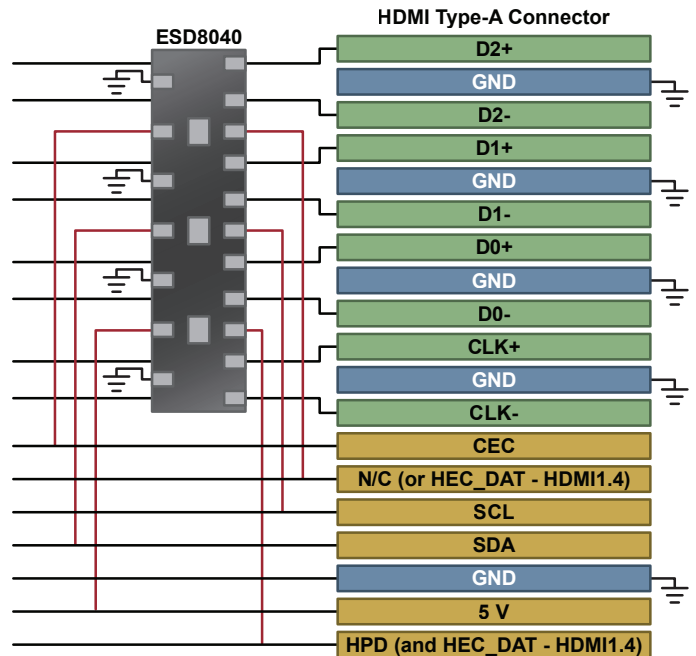 HDMI Type-A Connector
ESD8040
D2+
GND
D2-
D1+
GND
D1-
D0+
GND
D0-
CLK+
GND
CLK-
CEC
N/C (or HEC_DAT - HDMI1.4)
SCL
SDA
GND
5 V
HPD (and HEC_DAT - HDMI1.4)